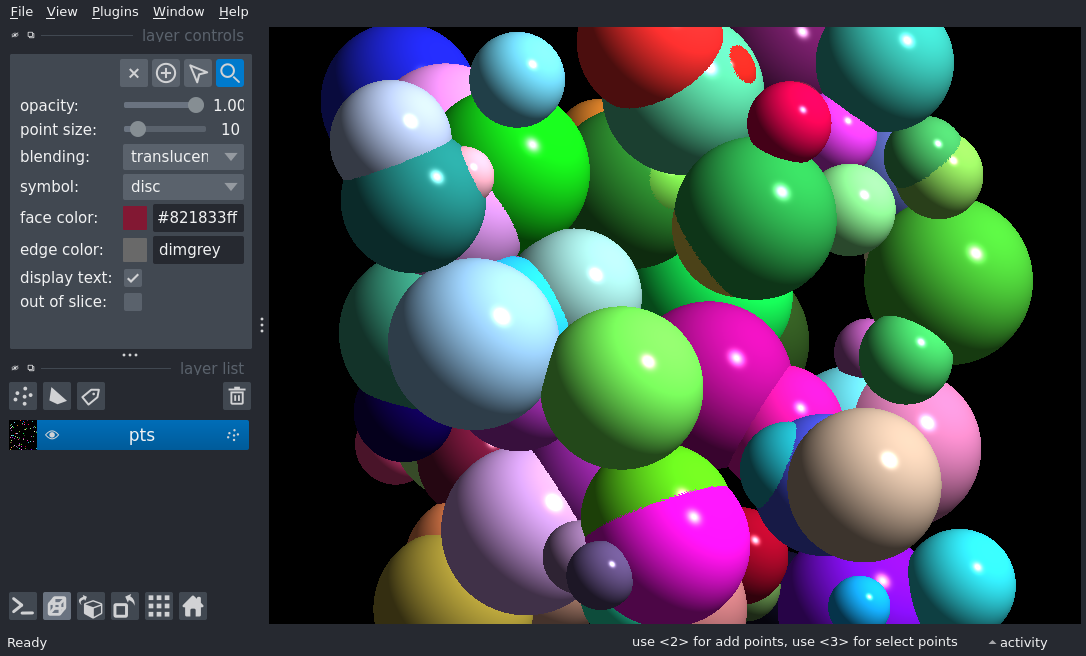 File View Plugins Window Help
layer controls
opacity: 1.00
point size: 10
blending: translucen
symbol: disc
face color: #821833ff
edge color: dimgrey
display text:
out of slice:
layer list
pts
Ready
use <2> for add points, use <3> for select points
activity